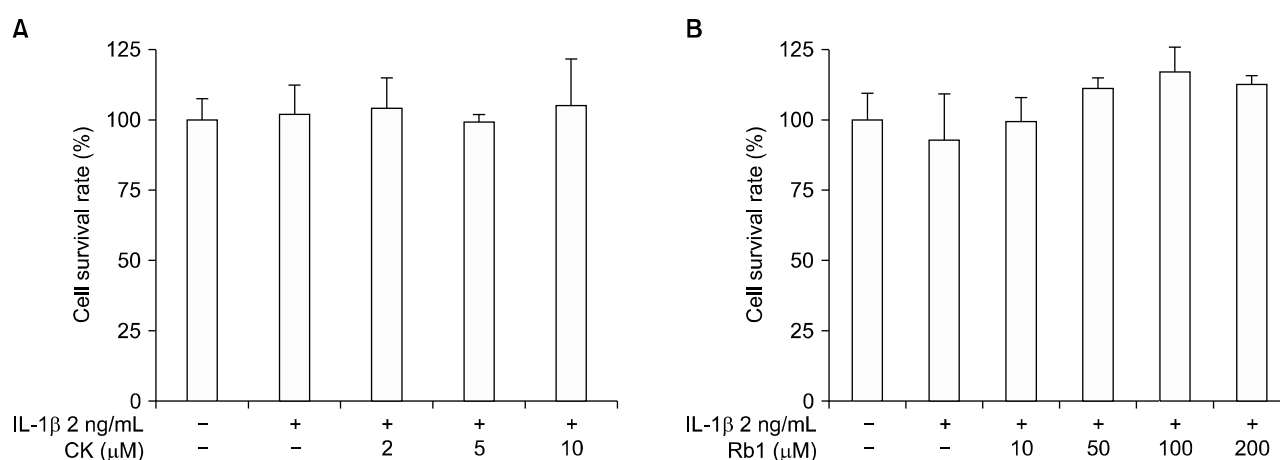 A
125
100
75
50
25
0
Cell survival rate (%)
IL-1β 2 ng/mL − + + + +
CK (μM) − − 2 5 10
B
125
100
75
50
25
0
Cell survival rate (%)
IL-1β 2 ng/mL − + + + + +
Rb1 (μM) − − 10 50 100 200